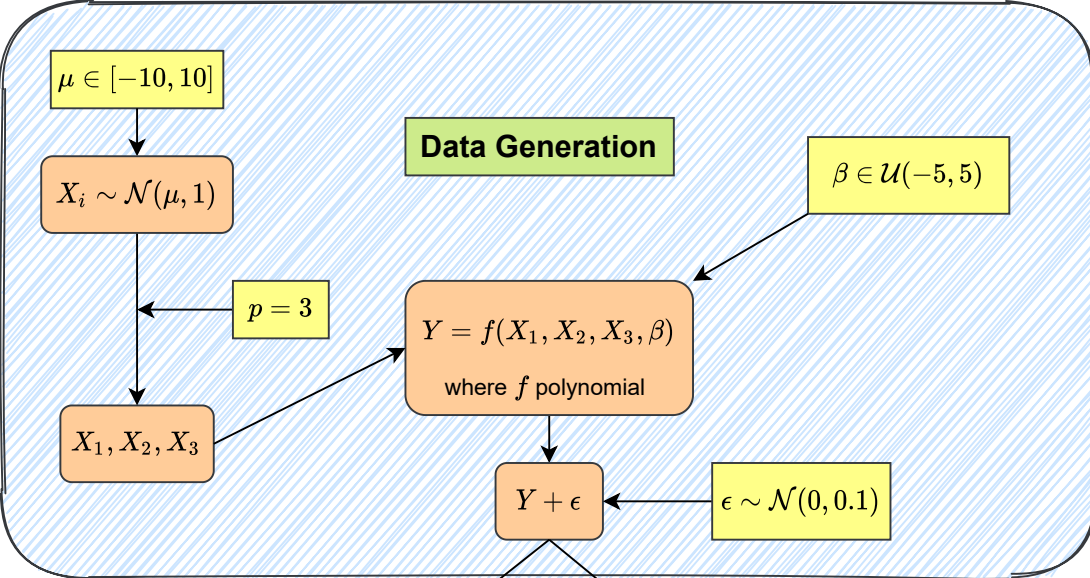 μ ∈ [−10, 10]
Data Generation
β ∈ 𝒰(−5, 5)
X_i ∼ 𝒩(μ, 1)
p = 3
Y = f(X_1, X_2, X_3, β)
where f polynomial
X_1, X_2, X_3
Y + ϵ
ϵ ∼ 𝒩(0, 0.1)